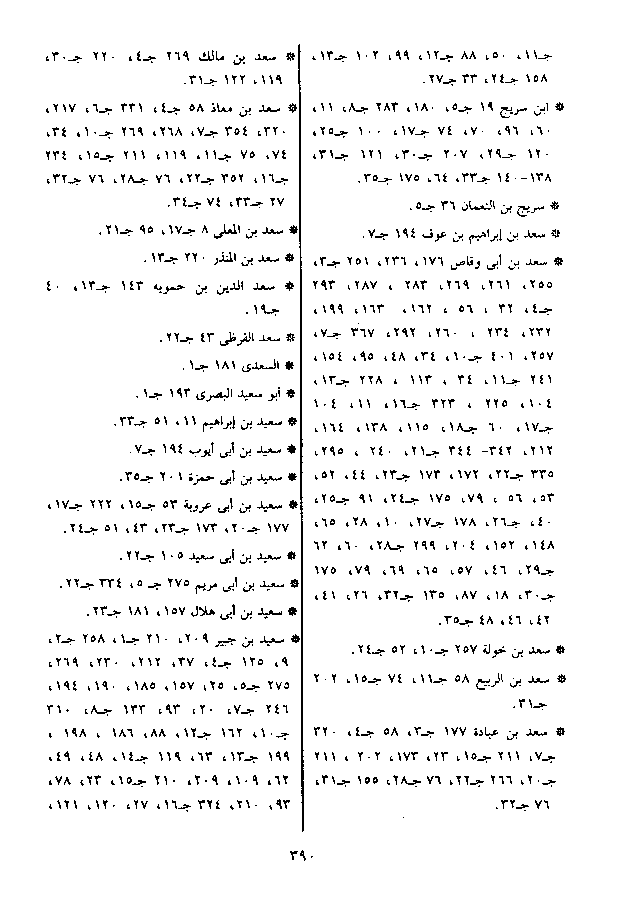 جـ١١، ٥٠، ٨٨ جـ١٢، ٩٩، ١٠٢ جـ١٣،
١٥٨ جـ٢٤، ٣٣ جـ٢٧.
* ابن سريج ١٩ جـ٥، ١٨٠، ٢٨٣ جـ٨، ١١،
٦٠، ٩٦، ٧٠، ٧٤ جـ١٧، ١٠٠ جـ٢٥،
١٢٠ جـ٢٩، ٢٠٧ جـ٣٠، ١٢١ جـ٣١،
١٣٨-١٤٠ جـ٣٣، ٦٤، ١٧٥ جـ٣٥.
* سريج بن النعمان ٣٦ جـ٥.
* سعد بن إبراهيم بن عوف ١٩٤ جـ٧.
* سعد بن أبى وقاص ١٧٦، ٢٣٦، ٢٥١ جـ٣،
٢٥٥، ٢٦١، ٢٦٩، ٢٨٣ ، ٢٨٧، ٢٩٣
جـ٤، ٣٢ ، ٥٦ ، ١٦٢، ١٦٣، ١٩٩،
٢٣٢، ٢٣٤ ، ٢٦٠، ٢٩٢، ٣٦٧ جـ٧،
٢٥٧، ٤٠١ جـ١٠، ٣٤، ٤٨، ٩٥، ١٥٤،
٢٤١ جـ١١، ٣٤ ، ١١٣ ، ٢٢٨ جـ١٣،
١٠٤، ٢٢٥ ، ٣٢٣ جـ١٦، ١١، ١٠٤
جـ١٧، ٦٠ جـ١٨، ١١٥، ١٣٨، ١٦٤،
٢١٢، ٣٤٢- ٣٤٤ جـ٢١، ٢٤٠ ، ٢٩٥،
٣٣٥ جـ٢٢، ١٧٢، ١٧٣ جـ٢٣، ٤٤، ٥٢،
٥٣، ٥٦ ، ٧٩، ١٧٥ جـ٢٤، ٩١ جـ٢٥،
٤٠، جـ٢٦، ١٧٨ جـ٢٧، ١٠، ٢٨، ٦٥،
١٤٨، ١٥٢، ٢٠٤، ٢٩٩ جـ٢٨، ٦٠، ٦٢
جـ٢٩، ٤٦، ٥٧، ٦٥، ٦٩، ٧٩، ١٧٥
جـ٣٠، ١٨، ٨٧، ١٣٥ جـ٣٢، ٢٦، ٤١،
٤٢، ٤٦، ٤٨ جـ٣٥.
* سعد بن خولة ٢٥٧ جـ١٠، ٥٢ جـ٢٤.
* سعد بن الربيع ٥٨ جـ١١، ٧٤ جـ١٥، ٢٠٢
جـ٣١.
* سعد بن عبادة ١٧٧ جـ٣، ٥٨ جـ٤، ٣٢٠
جـ٧، ٢١١ جـ١٥، ٢٣، ١٧٣، ٢٠٢ ، ٢١١
جـ٢٠، ٢٦٦ جـ٢٢، ٧٦ جـ٢٨، ١٥٥ جـ٣١،
٧٦ جـ٣٢.
* سعد بن مالك ٢٦٩ جـ٤، ٢٢٠ جـ٣٠،
١١٩، ١٢٢ جـ٣١.
* سعد بن معاذ ٥٨ جـ٤، ٣٣١ جـ٦، ٢١٧،
٣٢٠، ٣٥٤ جـ٧، ٢٦٨، ٢٦٩ جـ١٠، ٣٤،
٧٤، ٧٥ جـ١١، ١١٩، ٢١١ جـ١٥، ٢٣٤
جـ١٦، ٣٥٢ جـ٢٢، ٧٦ جـ٢٨، ٧٦ جـ٣٢،
٢٧ جـ٣٣، ٧٤ جـ٣٤.
* سعد بن المعلى ٨ جـ١٧، ٩٥ جـ٢١.
* سعد بن المنذر ٢٢٠ جـ١٣.
* سعد الدين بن حمويه ١٤٣ جـ١٣، ٤٠
جـ١٩.
* سعد القرظى ٤٣ جـ٢٢.
* السعدى ١٨١ جـ١.
* أبو سعيد البصرى ١٩٣ جـ١.
* سعيد بن إبراهيم ١١، ٥١ جـ٣٣.
* سعيد بن أبى أيوب ١٩٤ جـ٧.
* سعيد بن أبى حمزة ٢٠١ جـ٣٥.
* سعيد بن أبى عروبة ٥٣ جـ١٥، ٢٢٢ جـ١٧،
١٧٧ جـ٢٠، ١٧٣ جـ٢٣، ٤٣، ٥١ جـ٢٤.
* سعيد بن أبى سعيد ١٠٥ جـ٢٢.
* سعيد بن أبى مريم ٢٧٥ جـ ٥، ٣٣٤ جـ٢٢.
* سعيد بن أبى هلال ١٥٧، ١٨١ جـ٢٣.
* سعيد بن جبير ٢٠٩، ٢١٠ جـ١، ٢٥٨ جـ٢،
٩، ١٢٥ جـ٤، ٣٧، ٢١٢، ٢٣٠، ٢٦٩،
٢٧٥ جـ٥، ٢٥، ١٥٧، ١٨٥، ١٩٠، ١٩٤،
٢٤٦ جـ٧، ٢٠، ٩٣، ١٣٣ جـ٨، ٣١٠
جـ١٠، ١٦٢ جـ١٢، ٨٨، ١٨٦ ، ١٩٨ ،
١٩٩ جـ١٣، ٦٣، ١١٩ جـ١٤، ٤٨، ٤٩،
٦٢، ١٠٩، ٢٠٩، ٢١٠ جـ١٥، ٢٣، ٧٨،
٩٣، ٢١٠، ٣٢٤ جـ١٦، ٢٧، ١٢٠، ١٢١،
٣٩٠